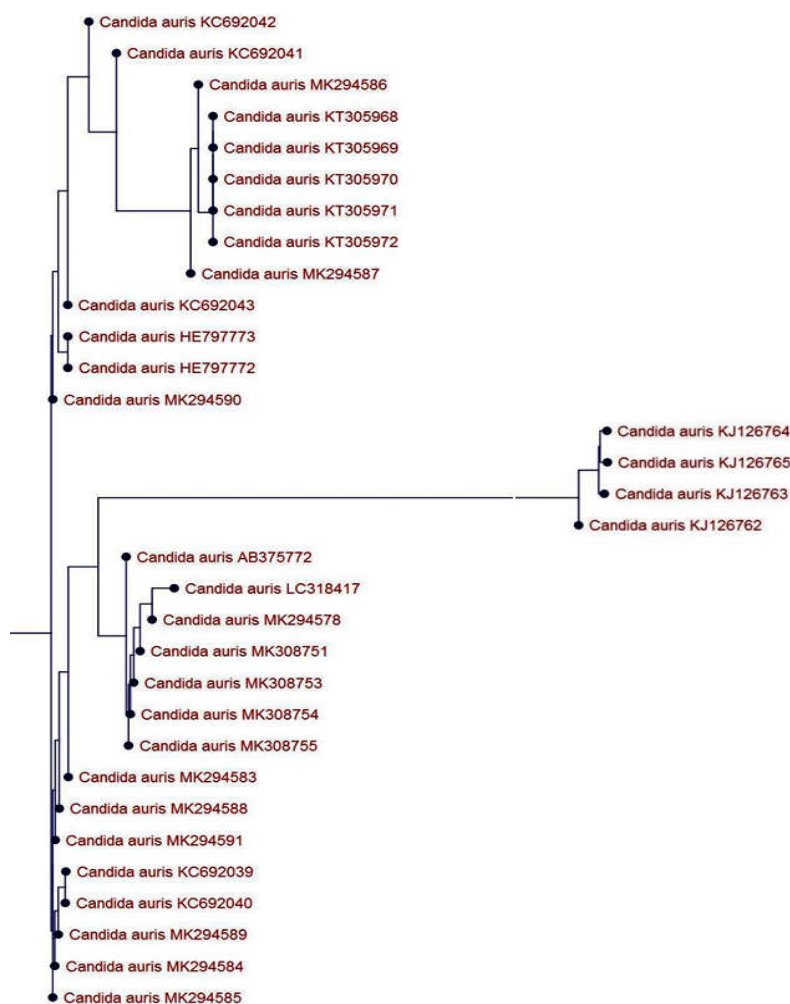 Candida auris KC692042
Candida auris KC692041
Candida auris MK294586
Candida auris KT305968
Candida auris KT305969
Candida auris KT305970
Candida auris KT305971
Candida auris KT305972
Candida auris MK294587
Candida auris KC692043
Candida auris HE797773
Candida auris HE797772
Candida auris MK294590
Candida auris KJ126764
Candida auris KJ126765
Candida auris KJ126763
Candida auris KJ126762
Candida auris AB375772
Candida auris LC318417
Candida auris MK294578
Candida auris MK308751
Candida auris MK308753
Candida auris MK308754
Candida auris MK308755
Candida auris MK294583
Candida auris MK294588
Candida auris MK294591
Candida auris KC692039
Candida auris KC692040
Candida auris MK294589
Candida auris MK294584
Candida auris MK294585